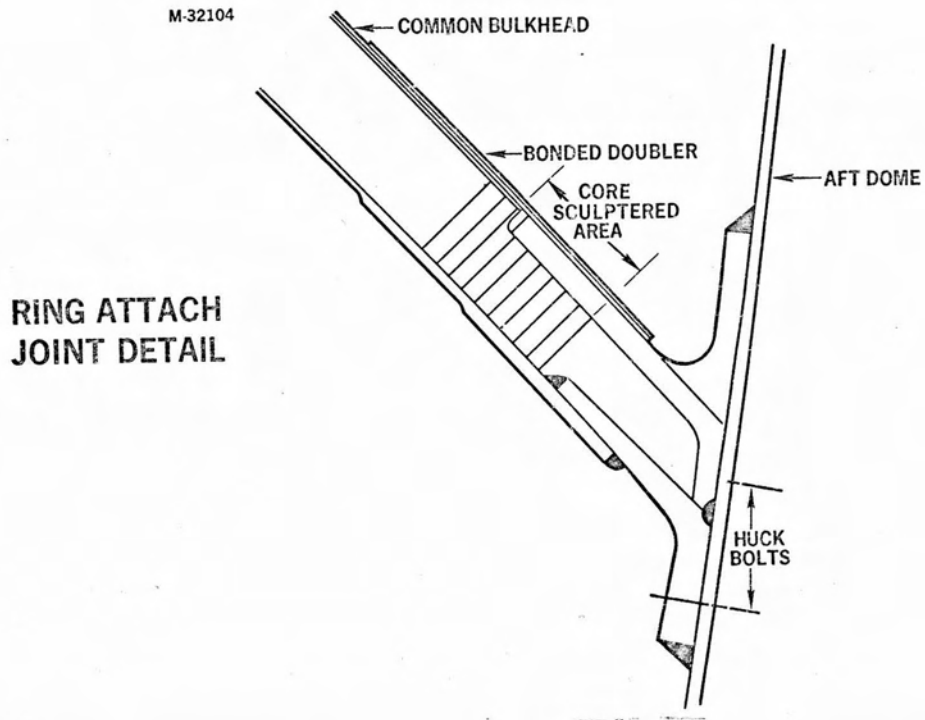 M-32104
COMMON BULKHEAD
BONDED DOUBLER
CORE
SCULPTERED
AREA
AFT DOME
RING ATTACH
JOINT DETAIL
HUCK
BOLTS